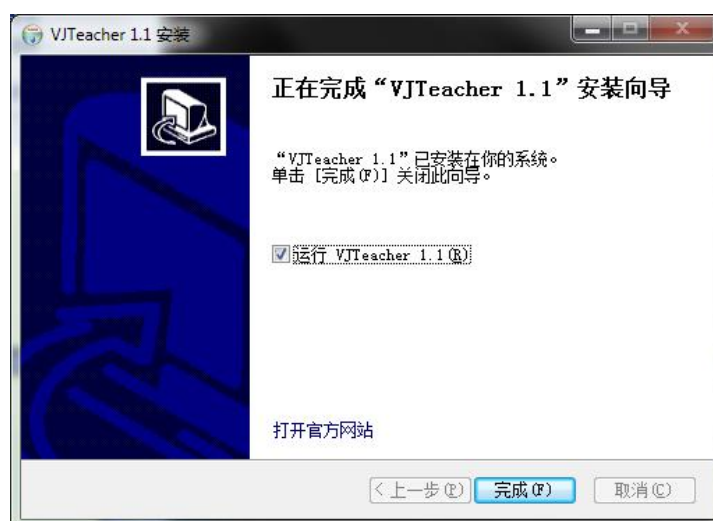 VJTeacher 1.1 安装
正在完成“VJTeacher 1.1”安装向导
“VJTeacher 1.1”已安装在你的系统。
单击 [完成(F)] 关闭此向导。
运行 VJTeacher 1.1(R)
打开官方网站
< 上一步(P) 完成(F) 取消(C)